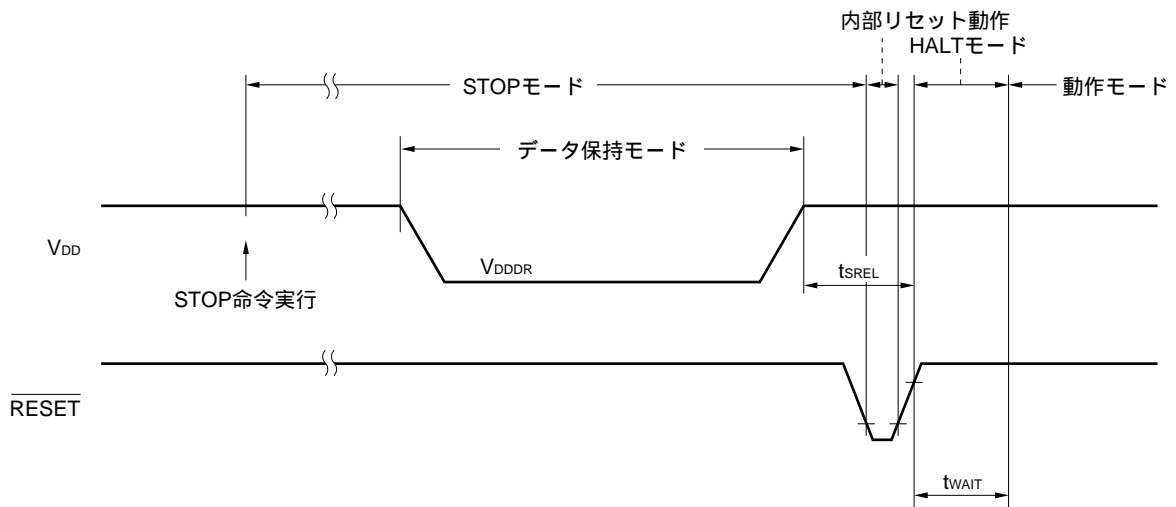 内部リセット動作
HALTモード
STOPモード
動作モード
データ保持モード
VDD
VDDDR
tSREL
STOP命令実行
RESET
tWAIT